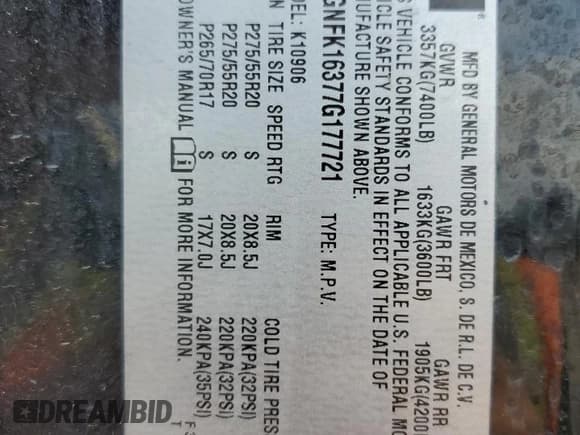 ®
MFD BY GENERAL MOTORS DE MEXICO, S. DE R.L. DE C.V.
GVWR GAWR FRT GAWR RR
3357KG(7400LB) 1633KG(3600LB) 1905KG(4200
VEHICLE CONFORMS TO ALL APPLICABLE U.S. FEDERAL
SAFETY STANDARDS IN EFFECT ON THE DATE OF
SHOWN ABOVE.
GNFK16377G177721 TYPE: M.P.V.
K10906
TIRE SIZE SPEED RTG RIM COLD TIRE PRES
P275/55R20 S 20X8.5J 220KPA(32PSI)
P275/55R20 S 20X8.5J 220KPA(32PSI)
P265/70R17 S 17X7.0J 240KPA(35PSI)
OWNER'S MANUAL i FOR MORE INFORMATION.
DREAMBID